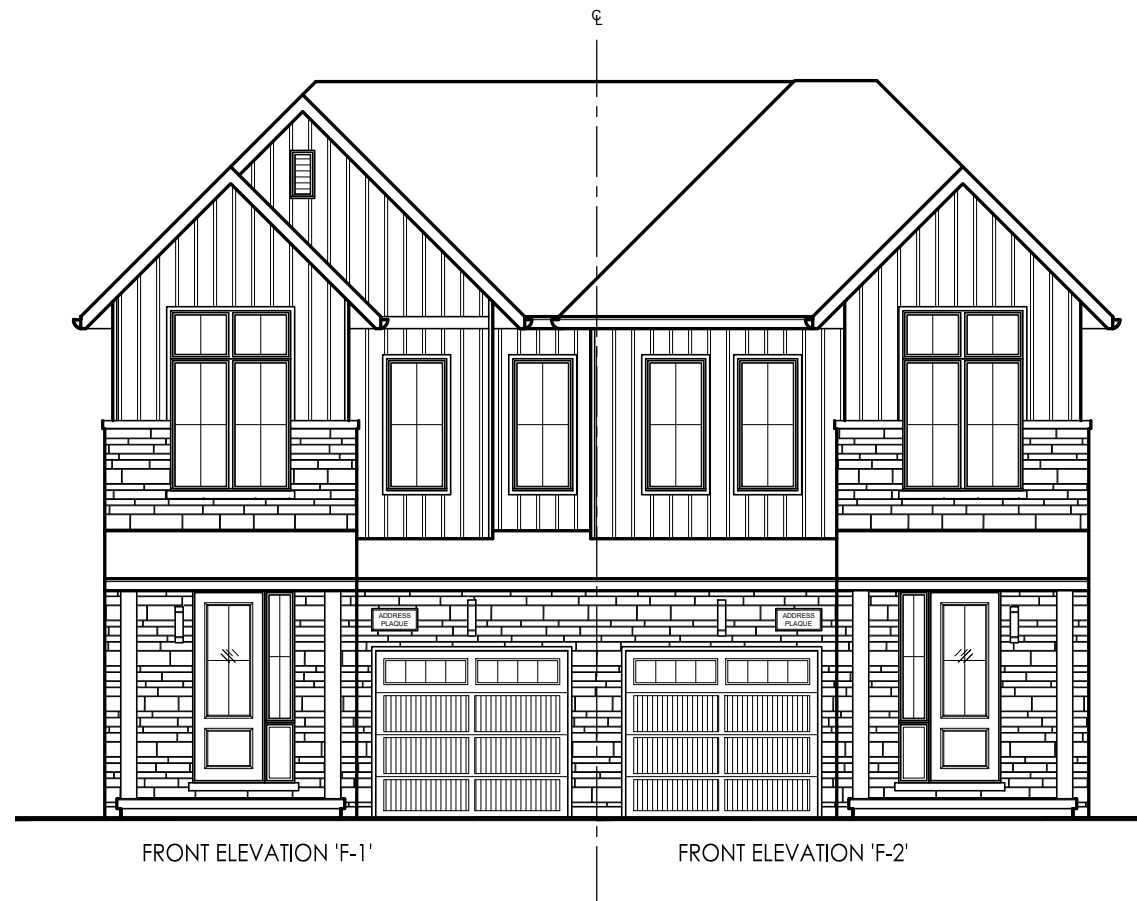 ℄
ADDRESS
PLAQUE
ADDRESS
PLAQUE
FRONT ELEVATION 'F-1'
FRONT ELEVATION 'F-2'